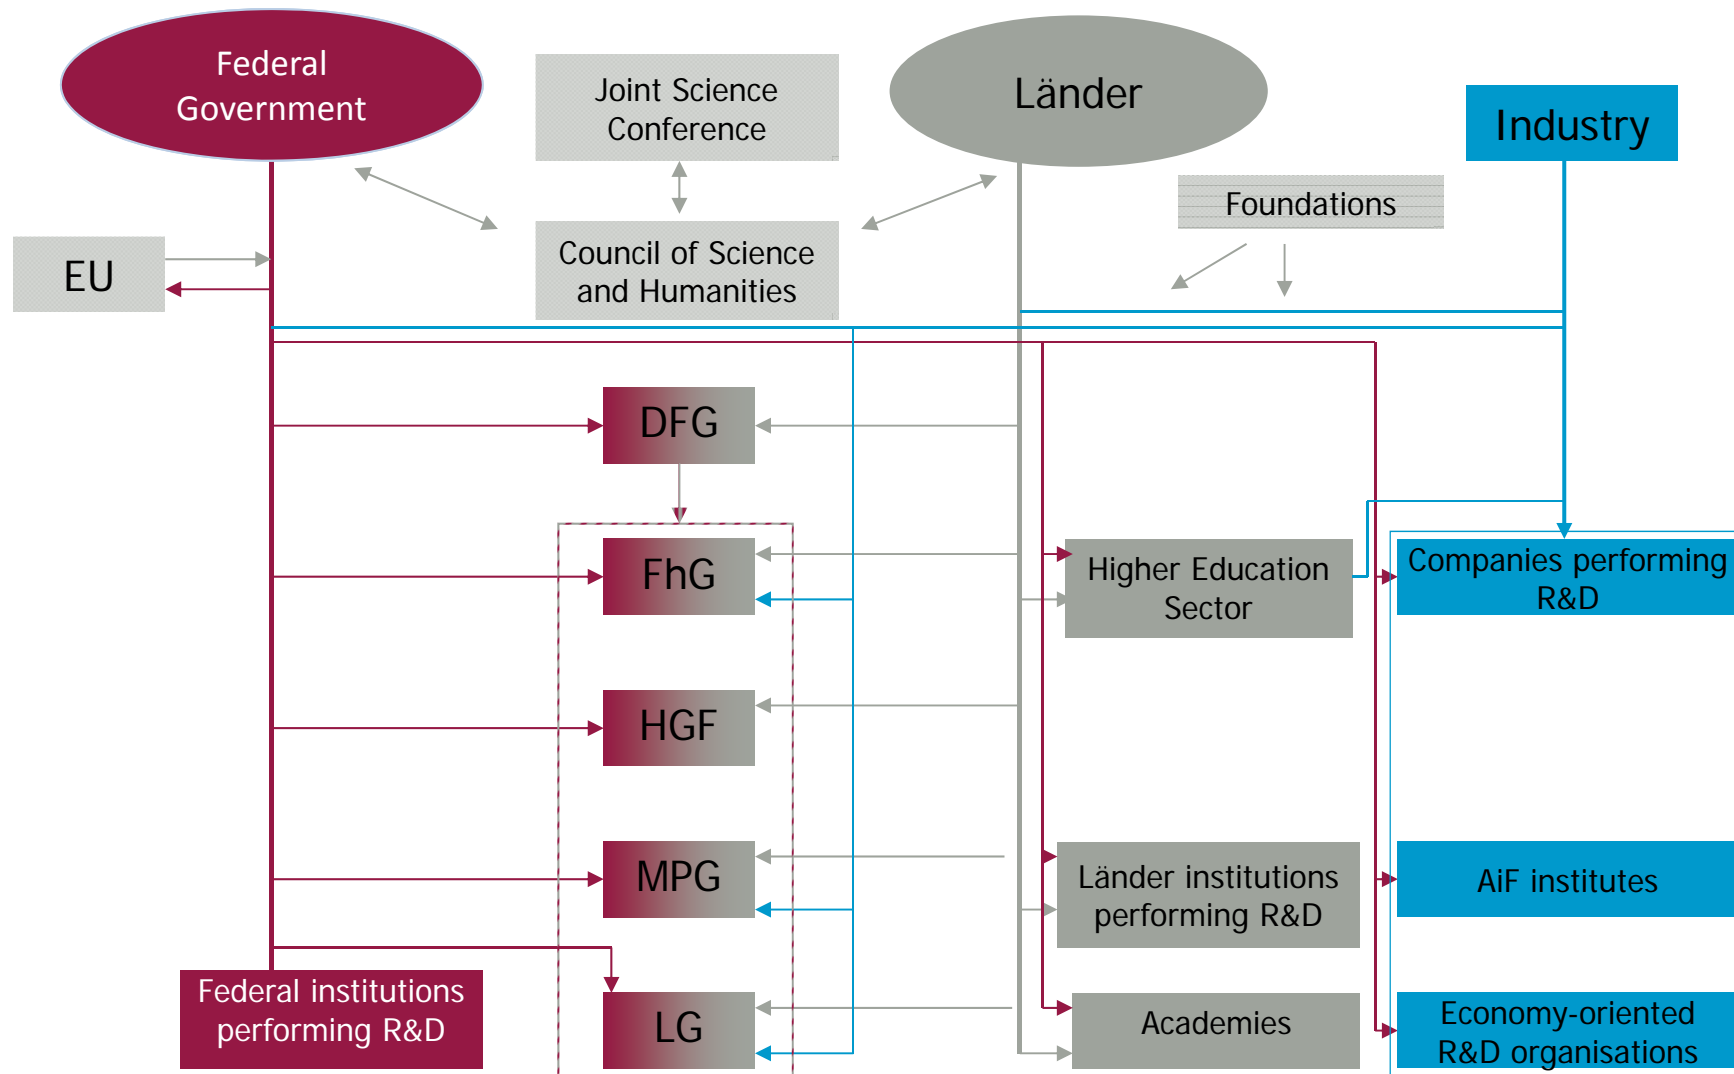 Federal
Government
Joint Science
Conference
Länder
Industry
Foundations
EU
Council of Science
and Humanities
DFG
FhG
Higher Education
Sector
Companies performing
R&D
HGF
MPG
Länder institutions
performing R&D
AiF institutes
Federal institutions
performing R&D
LG
Academies
Economy-oriented
R&D organisations